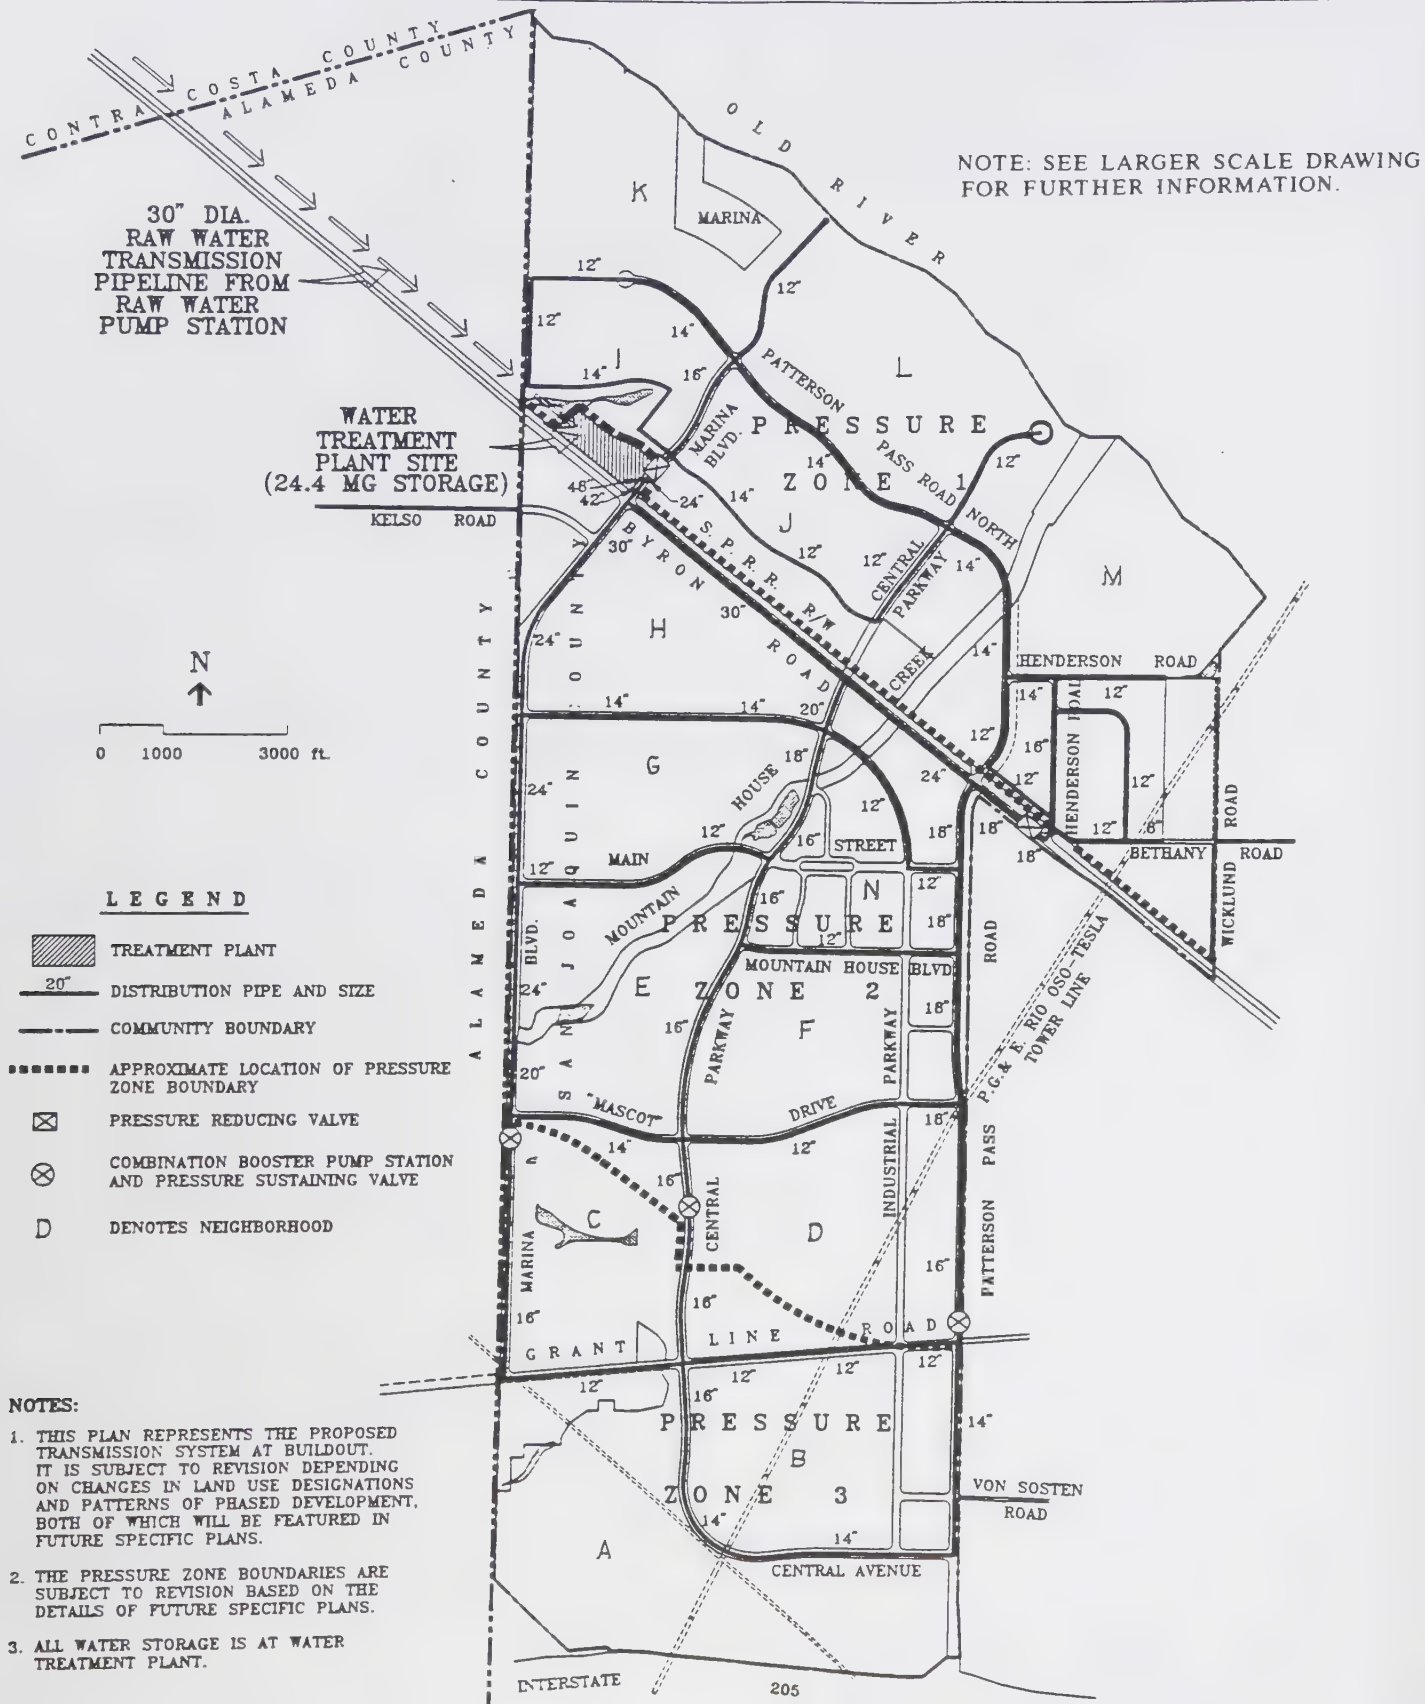 CONTRA COSTA COUNTY
ALAMEDA COUNTY
OLD RIVER
NOTE: SEE LARGER SCALE DRAWING
FOR FURTHER INFORMATION.
K
MARINA
30" DIA.
RAW WATER
TRANSMISSION
PIPELINE FROM
RAW WATER
PUMP STATION
12"
12"
12"
14"
I
14"
16"
L
PATTERSON PASS ROAD NORTH
MARINA
BLVD.
PRESSURE
ZONE 1
WATER
TREATMENT
PLANT SITE
(24.4 MG STORAGE)
14"
12"
48"
42"
24"
14"
J
KELSO ROAD
30"
BYRON ROAD
S. P. R. R. R/W
12"
12"
CENTRAL
PARKWAY
14"
M
30"
H
24"
CREEK
14"
HENDERSON ROAD
N
0 1000 3000 ft.
14"
14"
20"
14"
12"
HENDERSON ROAD
18"
12"
16"
G
24"
HOUSE
24"
12"
12"
12"
12"
18"
18"
12"
8"
16"
STREET
18"
BETHANY ROAD
WICKLUND ROAD
12"
MAIN
12"
ALAMEDA COUNTY
SAN JOAQUIN COUNTY
LEGEND
TREATMENT PLANT
20"
DISTRIBUTION PIPE AND SIZE
COMMUNITY BOUNDARY
APPROXIMATE LOCATION OF PRESSURE
ZONE BOUNDARY
PRESSURE REDUCING VALVE
COMBINATION BOOSTER PUMP STATION
AND PRESSURE SUSTAINING VALVE
D
DENOTES NEIGHBORHOOD
MOUNTAIN
16"
N
12"
PRESSURE
12"
18"
BLVD.
MOUNTAIN HOUSE BLVD
24"
E
ZONE 2
18"
16"
F
PARKWAY
PARKWAY
ROAD
P.G.& E. RIO OSO-TESLA
TOWER LINE
20"
"MASCOT"
DRIVE
18"
14"
12"
16"
INDUSTRIAL
PATTERSON PASS
C
CENTRAL
D
MARINA
16"
16"
16"
GRANT LINE ROAD
12"
12"
12"
12"
16"
PRESSURE
14"
B
ZONE 3
VON SOSTEN
ROAD
14"
14"
A
CENTRAL AVENUE
INTERSTATE 205
NOTES:
1. THIS PLAN REPRESENTS THE PROPOSED
TRANSMISSION SYSTEM AT BUILDOUT.
IT IS SUBJECT TO REVISION DEPENDING
ON CHANGES IN LAND USE DESIGNATIONS
AND PATTERNS OF PHASED DEVELOPMENT,
BOTH OF WHICH WILL BE FEATURED IN
FUTURE SPECIFIC PLANS.
2. THE PRESSURE ZONE BOUNDARIES ARE
SUBJECT TO REVISION BASED ON THE
DETAILS OF FUTURE SPECIFIC PLANS.
3. ALL WATER STORAGE IS AT WATER
TREATMENT PLANT.